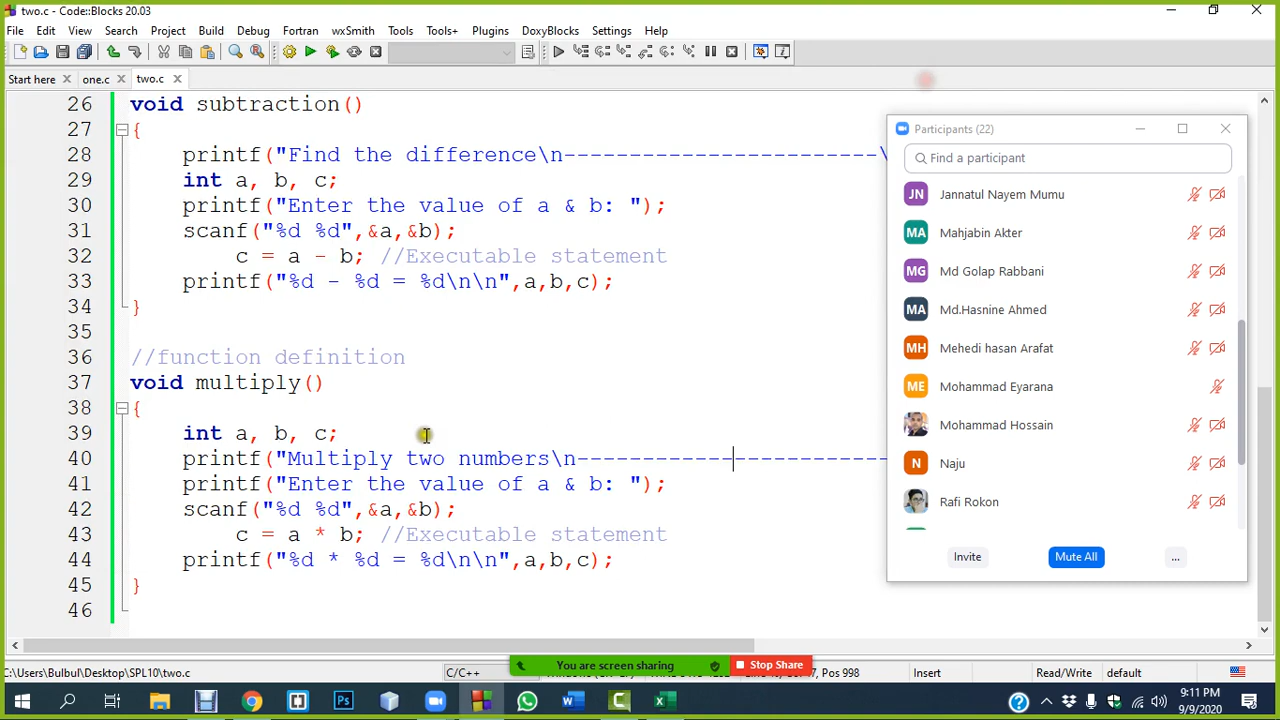 two.c - Code::Blocks 20.03
File Edit View Search Project Build Debug Fortran wxSmith Tools Tools+ Plugins DoxyBlocks Settings Help
Start here one.c two.c
26 void subtraction()
27 {
28 printf("Find the difference\n------------------------\
29 int a, b, c;
30 printf("Enter the value of a & b: ");
31 scanf("%d %d",&a,&b);
32 c = a - b; //Executable statement
33 printf("%d - %d = %d\n\n",a,b,c);
34 }
35
36 //function definition
37 void multiply()
38 {
39 int a, b, c;
40 printf("Multiply two numbers\n------------------------
41 printf("Enter the value of a & b: ");
42 scanf("%d %d",&a,&b);
43 c = a * b; //Executable statement
44 printf("%d * %d = %d\n\n",a,b,c);
45 }
46
Participants (22)
Find a participant
JN Jannatul Nayem Mumu
MA Mahjabin Akter
MG Md Golap Rabbani
MA Md.Hasnine Ahmed
MH Mehedi hasan Arafat
ME Mohammad Eyarana
Mohammad Hossain
N Naju
Rafi Rokon
Invite Mute All ...
C:\Users\Bulbul\Desktop\SPL10\two.c C/C++ Pos 998 Insert Read/Write default
You are screen sharing Stop Share
9:11 PM
9/9/2020